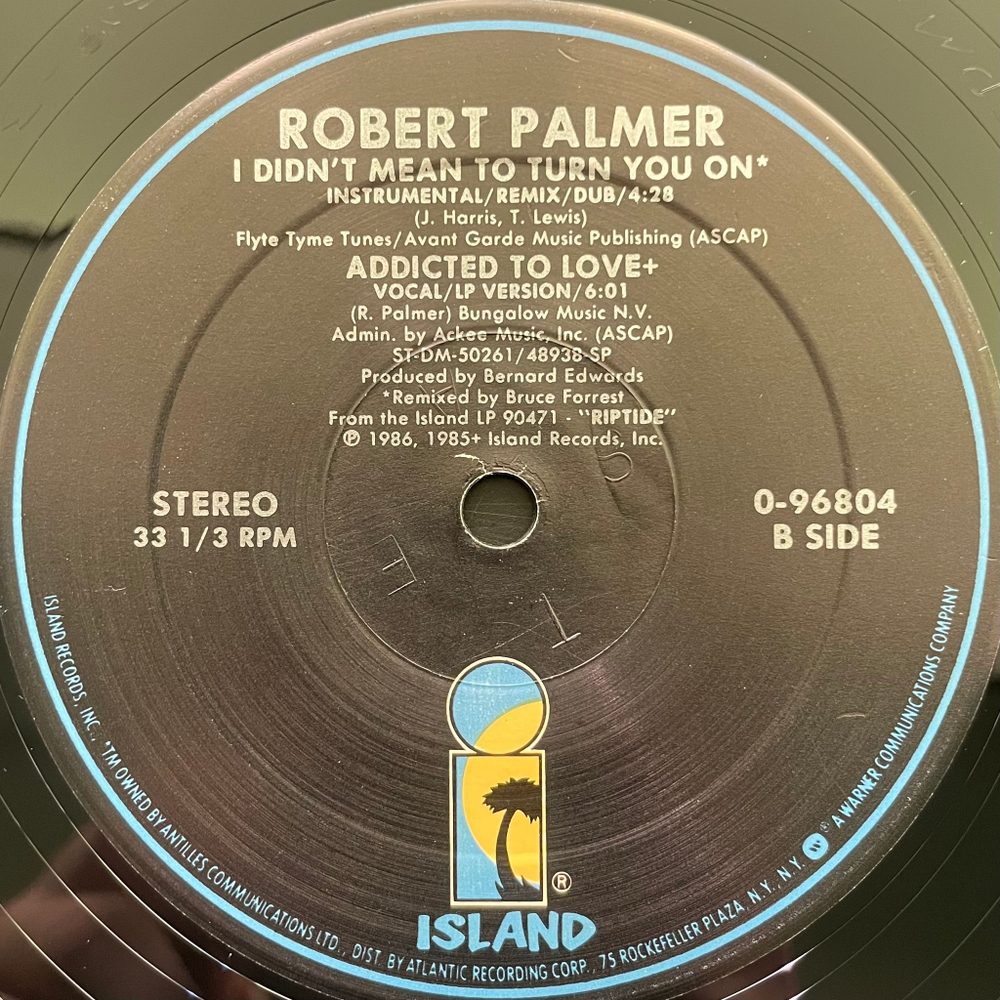 ROBERT PALMER
I DIDN'T MEAN TO TURN YOU ON*
INSTRUMENTAL/REMIX/DUB/4:28
(J. Harris, T. Lewis)
Flyte Tyme Tunes/Avant Garde Music Publishing (ASCAP)
ADDICTED TO LOVE+
VOCAL/LP VERSION/6:01
(R. Palmer) Bungalow Music N.V.
Admin. by Ackee Music, Inc. (ASCAP)
ST-DM-50261/48938-SP
Produced by Bernard Edwards
*Remixed by Bruce Forrest
From the Island LP 90471 - "RIPTIDE"
℗ 1986, 1985+ Island Records, Inc.
STEREO
33 1/3 RPM
0-96804
B SIDE
®
ISLAND
ISLAND RECORDS, INC., *TM OWNED BY ANTILLES COMMUNICATIONS LTD., DIST. BY ATLANTIC RECORDING CORP., 75 ROCKEFELLER PLAZA, N.Y., N.Y. ® A WARNER COMMUNICATIONS COMPANY